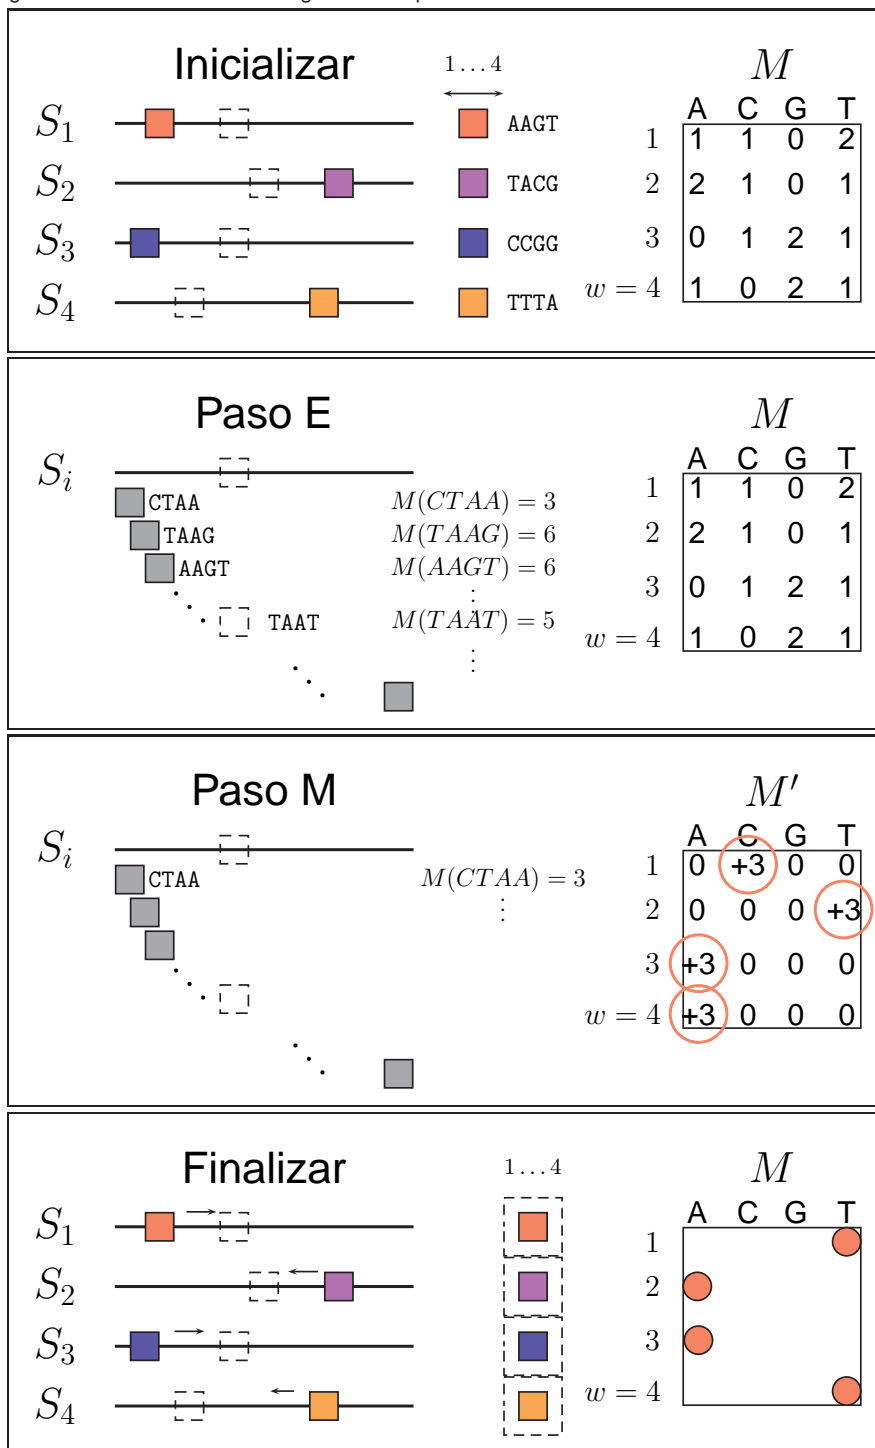 Inicializar 1...4 M
A C G T
S1 AAGT 1 1 1 0 2
S2 TACG 2 2 1 0 1
S3 CCGG 3 0 1 2 1
S4 TTTA w = 4 1 0 2 1
Paso E M
A C G T
Si 1 1 1 0 2
CTAA M(CTAA) = 3
TAAG M(TAAG) = 6 2 2 1 0 1
AAGT M(AAGT) = 6 3 0 1 2 1
TAAT M(TAAT) = 5 w = 4 1 0 2 1
Paso M M′
A C G T
Si 1 0 +3 0 0
CTAA M(CTAA) = 3 2 0 0 0 +3
3 +3 0 0 0
w = 4 +3 0 0 0
Finalizar 1...4 M
A C G T
S1 1
S2 2
S3 3
S4 w = 4